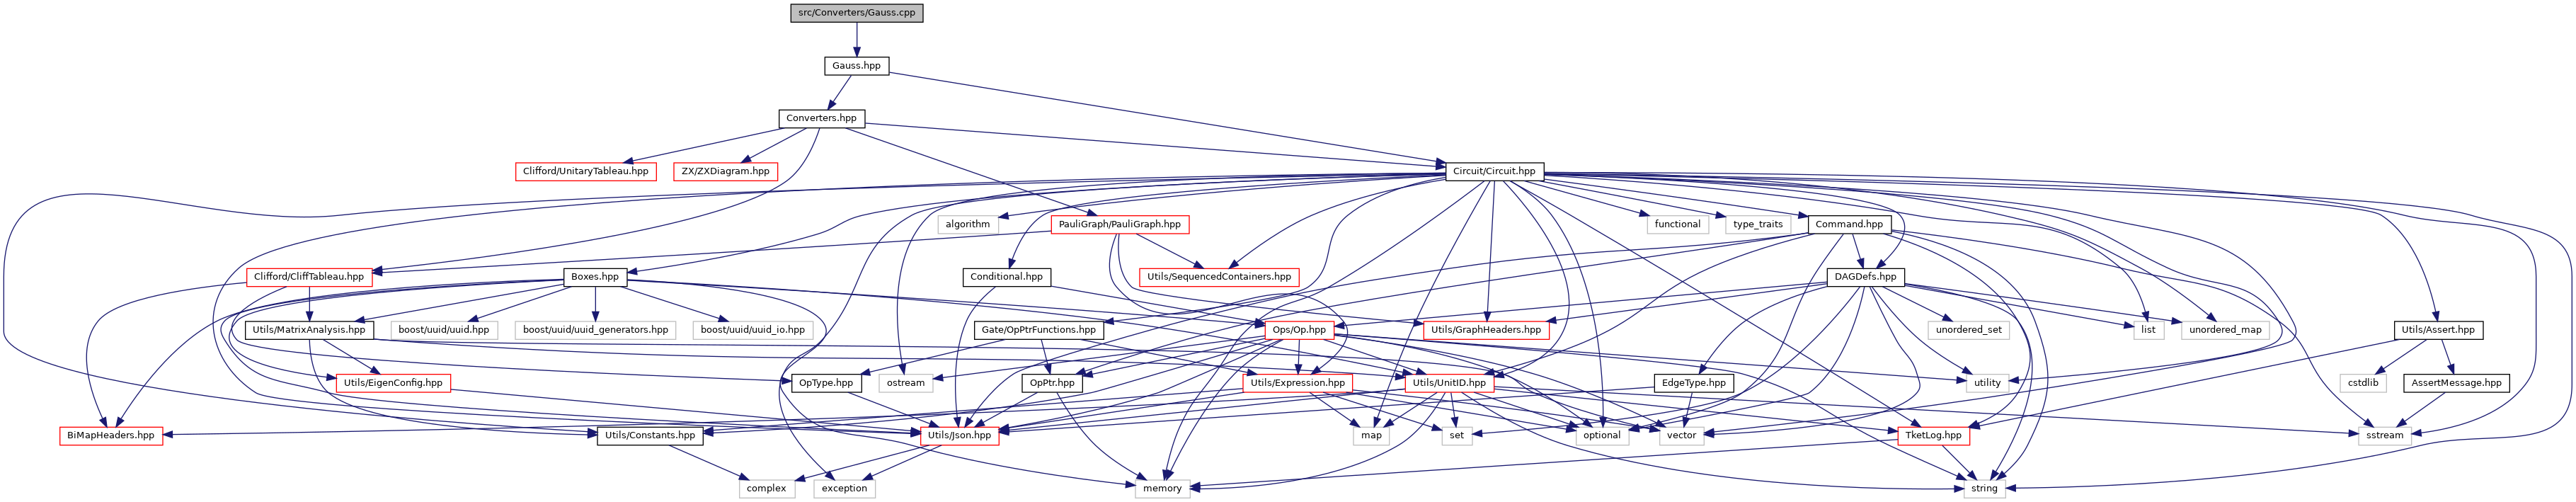 src/Converters/Gauss.cpp
Gauss.hpp
Converters.hpp
Clifford/UnitaryTableau.hpp
ZX/ZXDiagram.hpp
Circuit/Circuit.hpp
algorithm
PauliGraph/PauliGraph.hpp
functional
type_traits
Command.hpp
Clifford/CliffTableau.hpp
Boxes.hpp
Conditional.hpp
Utils/SequencedContainers.hpp
DAGDefs.hpp
Utils/MatrixAnalysis.hpp
boost/uuid/uuid.hpp
boost/uuid/uuid_generators.hpp
boost/uuid/uuid_io.hpp
Gate/OpPtrFunctions.hpp
Ops/Op.hpp
Utils/GraphHeaders.hpp
unordered_set
list
unordered_map
Utils/Assert.hpp
Utils/EigenConfig.hpp
OpType.hpp
ostream
OpPtr.hpp
Utils/Expression.hpp
Utils/UnitID.hpp
EdgeType.hpp
utility
cstdlib
AssertMessage.hpp
BiMapHeaders.hpp
Utils/Constants.hpp
Utils/Json.hpp
map
set
optional
vector
TketLog.hpp
sstream
complex
exception
memory
string